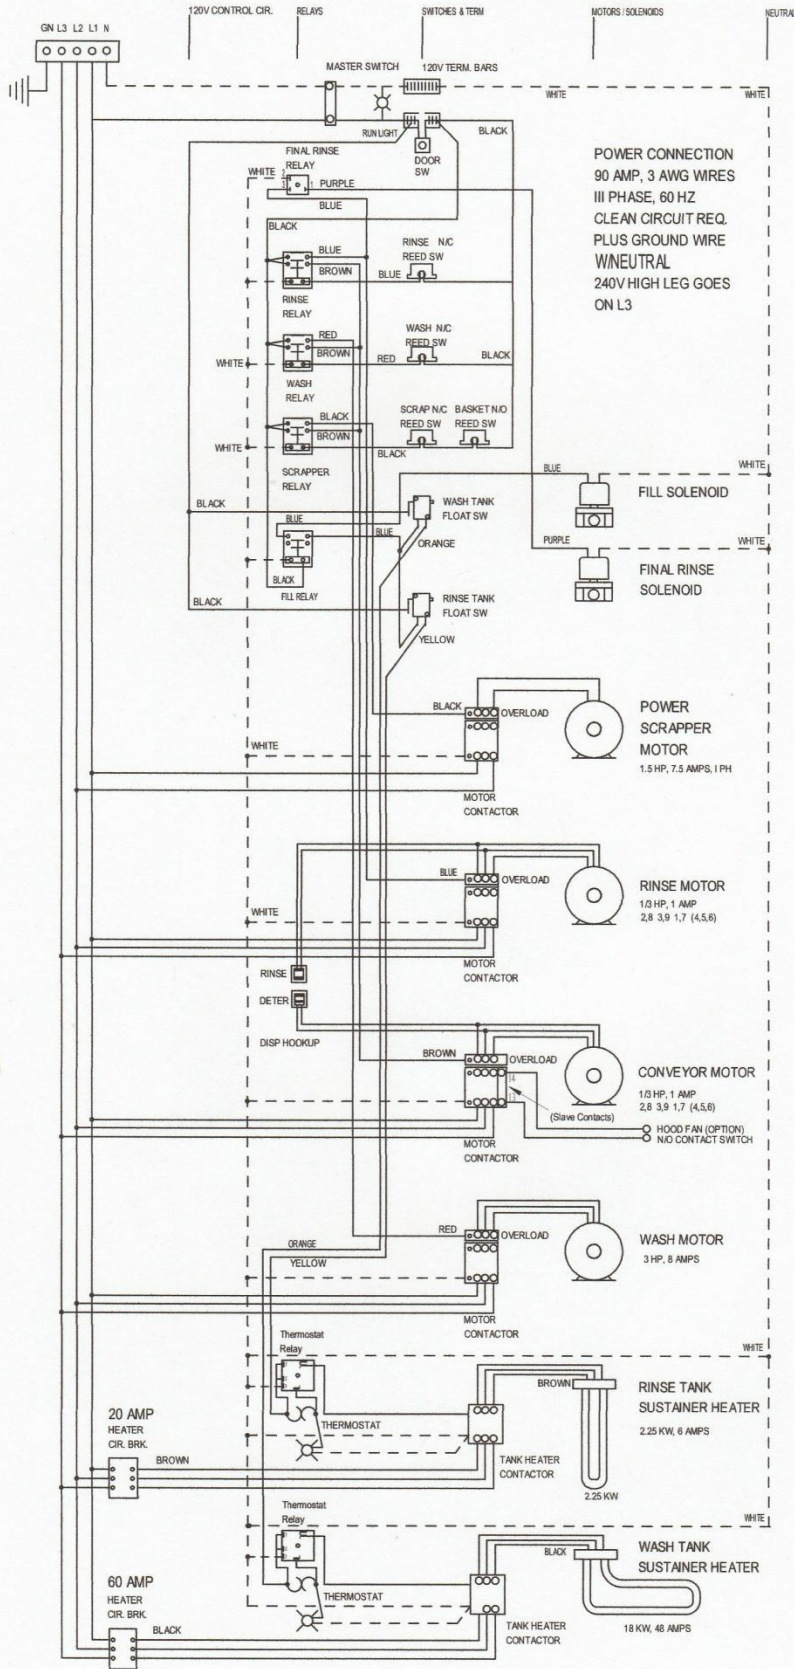 120V CONTROL CIR. RELAYS SWITCHES & TERM MOTORS / SOLENOIDS NEUTRAL
GN L3 L2 L1 N
MASTER SWITCH 120V TERM. BARS
WHITE WHITE
RUN LIGHT BLACK
DOOR
SW
FINAL RINSE
RELAY
WHITE 2
3 1 PURPLE
BLUE
BLACK
POWER CONNECTION
90 AMP, 3 AWG WIRES
III PHASE, 60 HZ
CLEAN CIRCUIT REQ.
PLUS GROUND WIRE
W/NEUTRAL
240V HIGH LEG GOES
ON L3
BLUE
BROWN
RINSE N/C
REED SW
BLUE
RINSE
RELAY
RED
BROWN
WASH N/C
REED SW
WHITE RED BLACK
WASH
RELAY
BLACK
BROWN
SCRAP N/C BASKET N/O
REED SW REED SW
WHITE BLACK
SCRAPPER
RELAY
BLUE WHITE
FILL SOLENOID
BLACK
WASH TANK
FLOAT SW
BLUE BLUE
ORANGE
PURPLE WHITE
FINAL RINSE
SOLENOID
BLACK
FILL RELAY
BLACK
RINSE TANK
FLOAT SW
YELLOW
BLACK OVERLOAD
POWER
SCRAPPER
MOTOR
1.5 HP, 7.5 AMPS, I PH
WHITE
MOTOR
CONTACTOR
BLUE OVERLOAD
RINSE MOTOR
1/3 HP, 1 AMP
2,8 3,9 1,7 (4,5,6)
WHITE
MOTOR
CONTACTOR
RINSE
DETER
DISP HOOKUP
BROWN OVERLOAD
CONVEYOR MOTOR
1/3 HP, 1 AMP
2,8 3,9 1,7 (4,5,6)
14
13
(Slave Contacts)
HOOD FAN (OPTION)
N/O CONTACT SWITCH
MOTOR
CONTACTOR
ORANGE
YELLOW
RED OVERLOAD
WASH MOTOR
3 HP, 8 AMPS
MOTOR
CONTACTOR
WHITE
Thermostat
Relay
THERMOSTAT
BROWN
RINSE TANK
SUSTAINER HEATER
2.25 KW, 6 AMPS
20 AMP
HEATER
CIR. BRK.
BROWN
TANK HEATER
CONTACTOR
2.25 KW
WHITE
Thermostat
Relay
THERMOSTAT
BLACK
WASH TANK
SUSTAINER HEATER
18 KW, 48 AMPS
60 AMP
HEATER
CIR. BRK.
BLACK
TANK HEATER
CONTACTOR